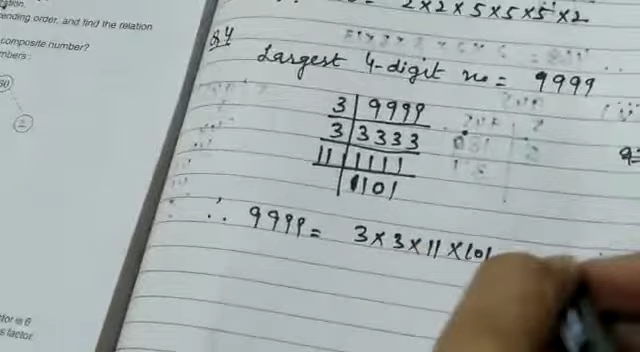 ending order, and find the relation
composite number?
mbers :
2×2×5×5×5×2
Q4
Largest 4-digit no = 9999
3 | 9999
3 | 3333
11 | 1111
101
∴ 9999 = 3×3×11×101
tor is 6
s factor